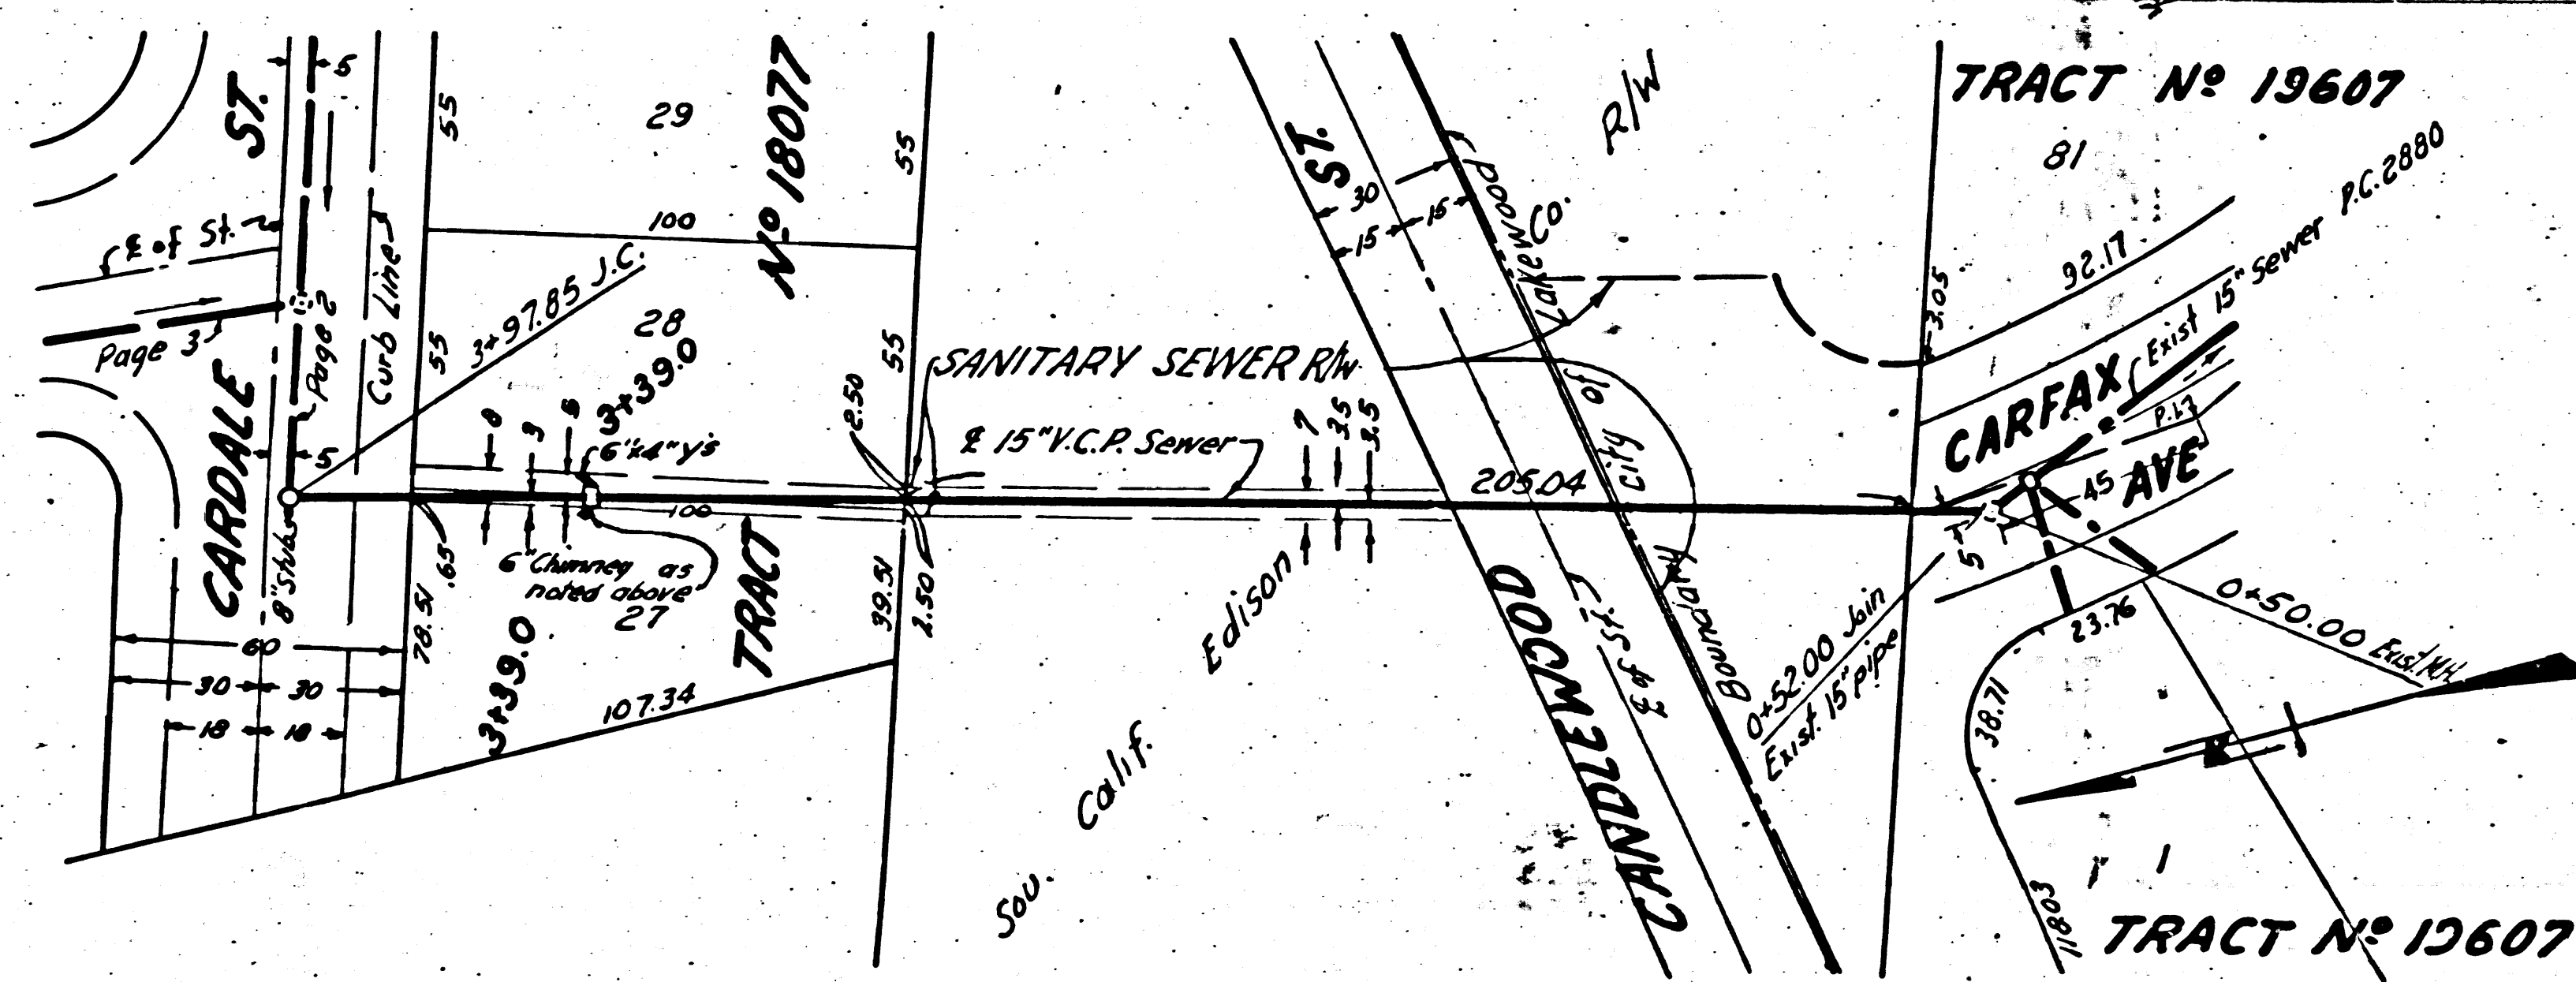 TRACT Nº 19607
81
P.C. 2880
Exist 15" Sewer
92.17
3.05
CARFAX
AVE
P.L.
45
5
0+50.00 Exist. M.H.
23.76
38.71
118.03
1
TRACT Nº 19607
0+52.00 Join
Exist. 15" pipe
R/W
ST.
30
15
15
Lakewood
Co.
City of
Boundary
205.04
CANDLEWOOD
℄ of St.
Sou.
Calif.
Edison
7
3.5
3.5
SANITARY SEWER R/W
℄ 15" V.C.P. Sewer
2.50
2.50
55
55
39.51
Nº 18077
TRACT
29
100
28
3+97.85 J.C.
3+39.0
6"x4" Y's
8
3
6
100
6" Chimney as
noted above
27
3+39.0
107.34
.65
78.51
55
55
Curb Line
ST.
CARDALE
5
5
℄ of St.
Page 3
Page 2
8" Stubs
60
30
30
18
18